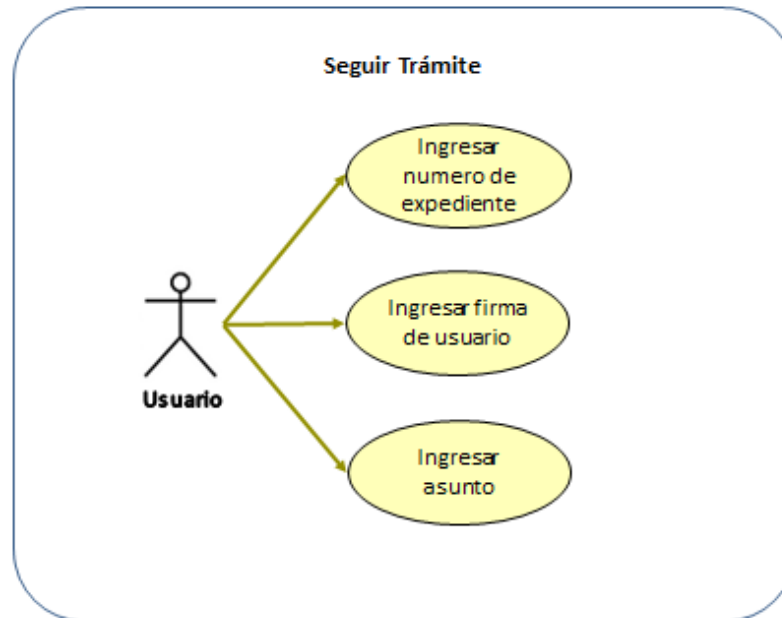 Seguir Trámite
Ingresar
numero de
expediente
Ingresar firma
de usuario
Usuario
Ingresar
asunto